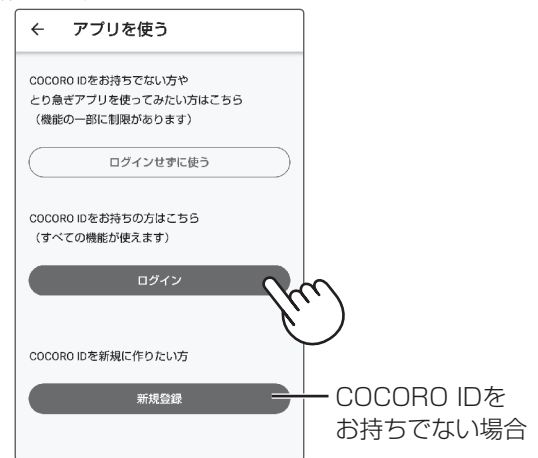 ← アプリを使う
COCORO IDをお持ちでない方や
とり急ぎアプリを使ってみたい方はこちら
（機能の一部に制限があります）
ログインせずに使う
COCORO IDをお持ちの方はこちら
（すべての機能が使えます）
ログイン
COCORO IDを新規に作りたい方
新規登録
COCORO IDを
お持ちでない場合